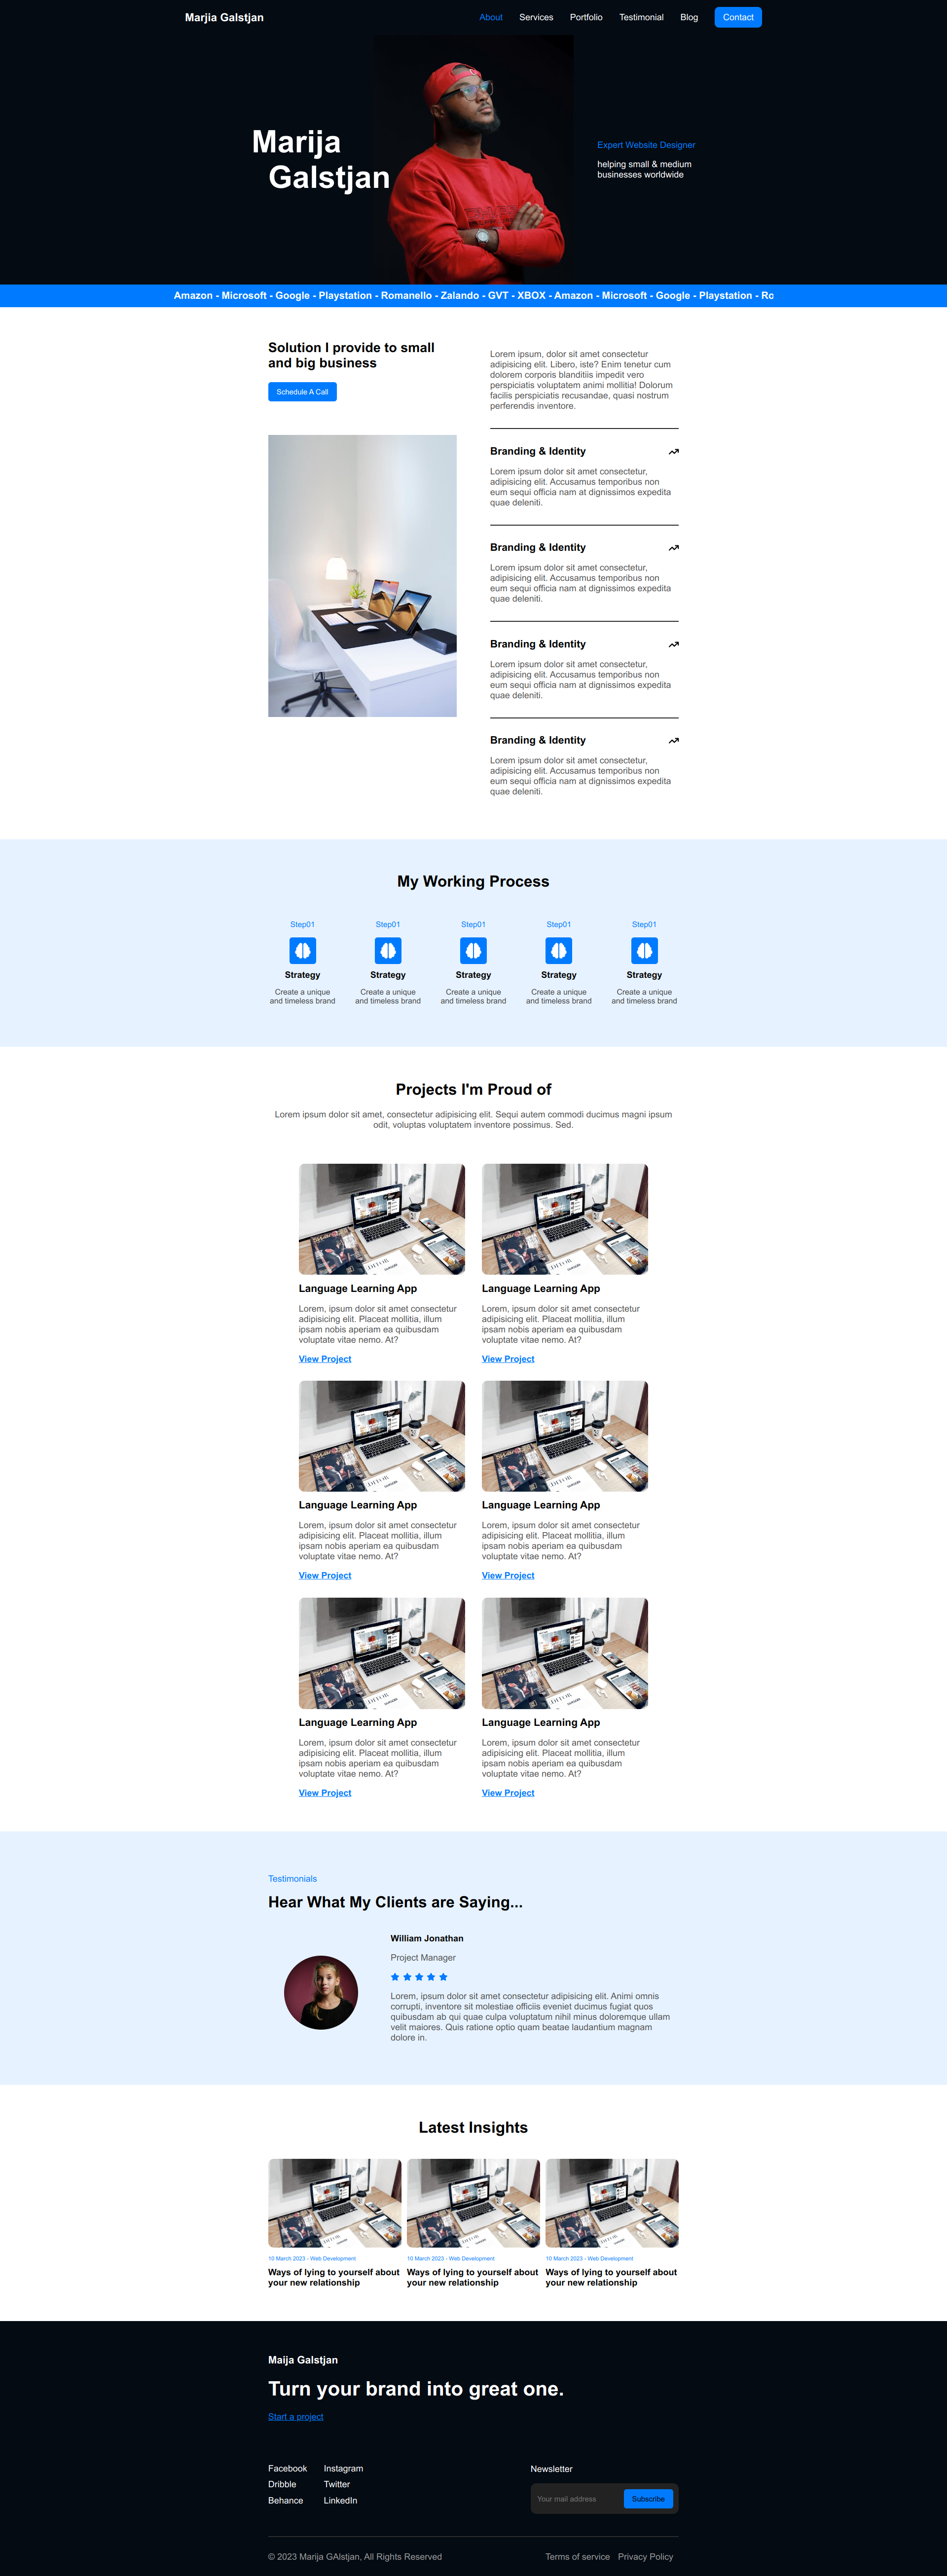 Marjia Galstjan
About Services Portfolio Testimonial Blog Contact
Marija
Galstjan
Expert Website Designer
helping small & medium
businesses worldwide
Amazon - Microsoft - Google - Playstation - Romanello - Zalando - GVT - XBOX - Amazon - Microsoft - Google - Playstation - Ro
Solution I provide to small
and big business
Schedule A Call
Lorem ipsum, dolor sit amet consectetur
adipisicing elit. Libero, iste? Enim tenetur cum
dolorem corporis blanditiis impedit vero
perspiciatis voluptatem animi mollitia! Dolorum
facilis perspiciatis recusandae, quasi nostrum
perferendis inventore.
Branding & Identity
Lorem ipsum dolor sit amet consectetur,
adipisicing elit. Accusamus temporibus non
eum sequi officia nam at dignissimos expedita
quae deleniti.
Branding & Identity
Lorem ipsum dolor sit amet consectetur,
adipisicing elit. Accusamus temporibus non
eum sequi officia nam at dignissimos expedita
quae deleniti.
Branding & Identity
Lorem ipsum dolor sit amet consectetur,
adipisicing elit. Accusamus temporibus non
eum sequi officia nam at dignissimos expedita
quae deleniti.
Branding & Identity
Lorem ipsum dolor sit amet consectetur,
adipisicing elit. Accusamus temporibus non
eum sequi officia nam at dignissimos expedita
quae deleniti.
My Working Process
Step01 Step01 Step01 Step01 Step01
Strategy Strategy Strategy Strategy Strategy
Create a unique Create a unique Create a unique Create a unique Create a unique
and timeless brand and timeless brand and timeless brand and timeless brand and timeless brand
Projects I'm Proud of
Lorem ipsum dolor sit amet, consectetur adipisicing elit. Sequi autem commodi ducimus magni ipsum
odit, voluptas voluptatem inventore possimus. Sed.
Language Learning App
Lorem, ipsum dolor sit amet consectetur
adipisicing elit. Placeat mollitia, illum
ipsam nobis aperiam ea quibusdam
voluptate vitae nemo. At?
View Project
Language Learning App
Lorem, ipsum dolor sit amet consectetur
adipisicing elit. Placeat mollitia, illum
ipsam nobis aperiam ea quibusdam
voluptate vitae nemo. At?
View Project
Language Learning App
Lorem, ipsum dolor sit amet consectetur
adipisicing elit. Placeat mollitia, illum
ipsam nobis aperiam ea quibusdam
voluptate vitae nemo. At?
View Project
Language Learning App
Lorem, ipsum dolor sit amet consectetur
adipisicing elit. Placeat mollitia, illum
ipsam nobis aperiam ea quibusdam
voluptate vitae nemo. At?
View Project
Language Learning App
Lorem, ipsum dolor sit amet consectetur
adipisicing elit. Placeat mollitia, illum
ipsam nobis aperiam ea quibusdam
voluptate vitae nemo. At?
View Project
Language Learning App
Lorem, ipsum dolor sit amet consectetur
adipisicing elit. Placeat mollitia, illum
ipsam nobis aperiam ea quibusdam
voluptate vitae nemo. At?
View Project
Testimonials
Hear What My Clients are Saying...
William Jonathan
Project Manager
Lorem, ipsum dolor sit amet consectetur adipisicing elit. Animi omnis
corrupti, inventore sit molestiae officiis eveniet ducimus fugiat quos
quibusdam ab qui quae culpa voluptatum nihil minus doloremque ullam
velit maiores. Quis ratione optio quam beatae laudantium magnam
dolore in.
Latest Insights
10 March 2023 - Web Development
Ways of lying to yourself about
your new relationship
10 March 2023 - Web Development
Ways of lying to yourself about
your new relationship
10 March 2023 - Web Development
Ways of lying to yourself about
your new relationship
Maija Galstjan
Turn your brand into great one.
Start a project
Facebook Instagram
Dribble Twitter
Behance LinkedIn
Newsletter
Your mail address Subscribe
© 2023 Marija GAlstjan, All Rights Reserved
Terms of service Privacy Policy